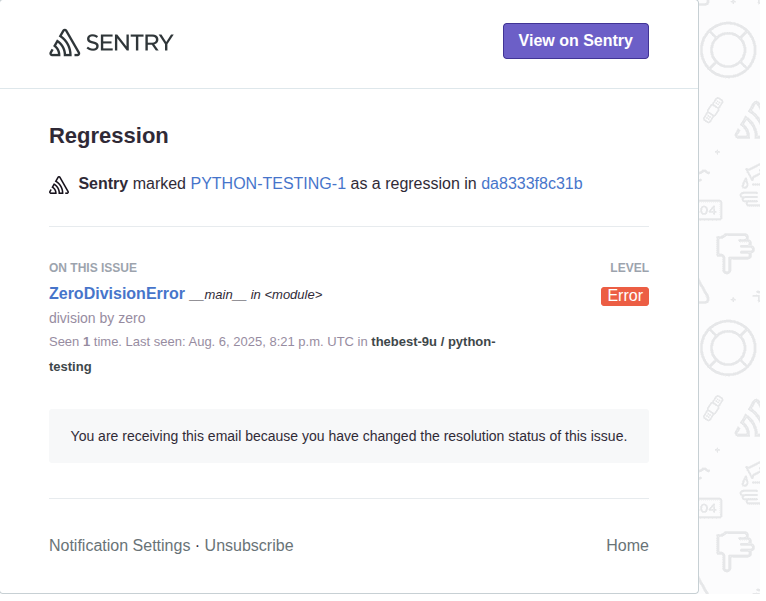 SENTRY
View on Sentry
Regression
Sentry marked PYTHON-TESTING-1 as a regression in da8333f8c31b
ON THIS ISSUE
LEVEL
ZeroDivisionError __main__ in <module>
Error
division by zero
Seen 1 time. Last seen: Aug. 6, 2025, 8:21 p.m. UTC in thebest-9u / python-
testing
You are receiving this email because you have changed the resolution status of this issue.
Notification Settings · Unsubscribe
Home
04
04